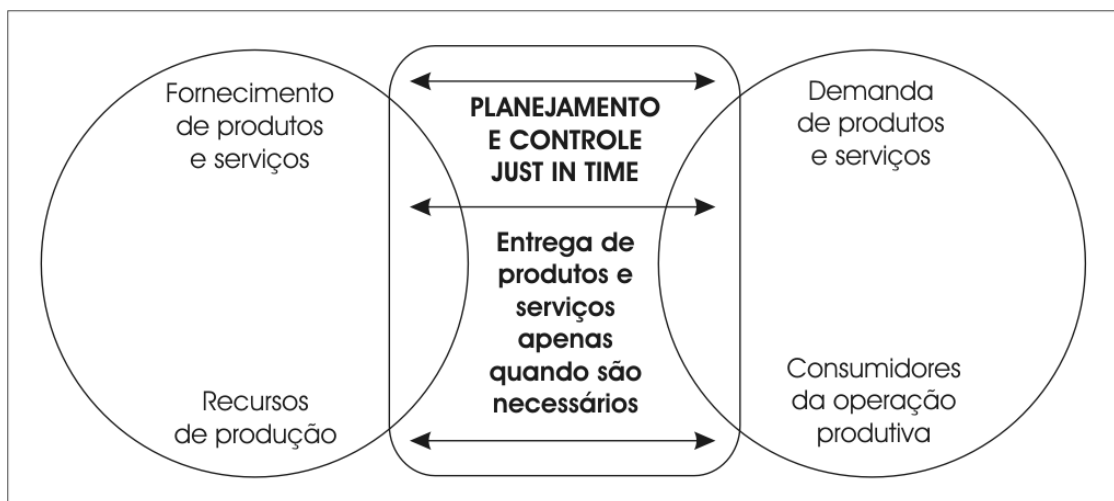 Fornecimento
de produtos
e serviços
Recursos
de produção
PLANEJAMENTO
E CONTROLE
JUST IN TIME
Entrega de
produtos e
serviços
apenas
quando são
necessários
Demanda
de produtos
e serviços
Consumidores
da operação
produtiva